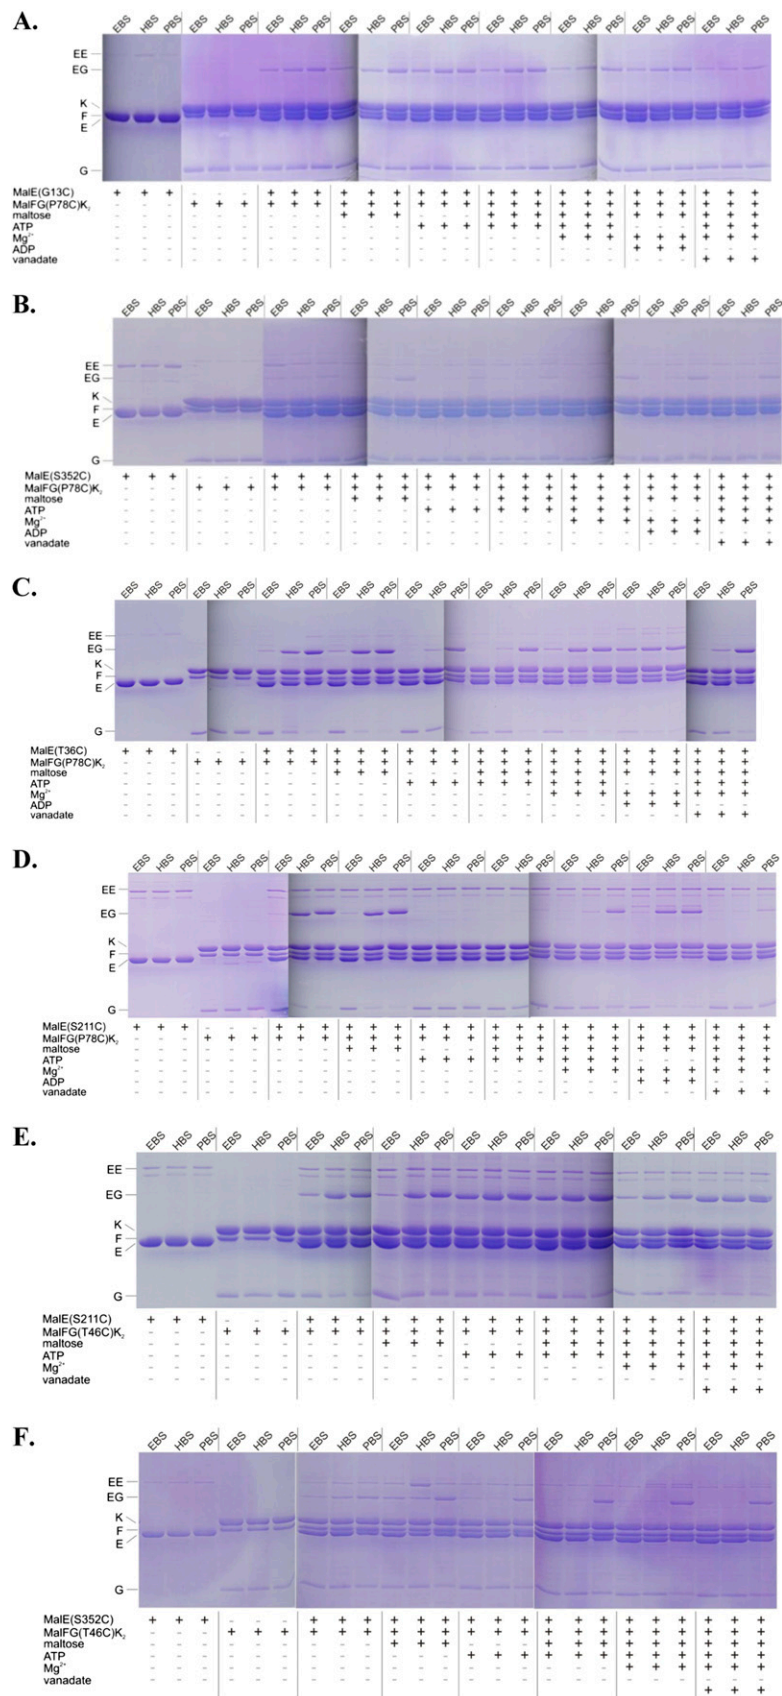 A.
EBS HBS PBS EBS HBS PBS EBS HBS PBS EBS HBS PBS EBS HBS PBS EBS HBS PBS EBS HBS PBS EBS HBS PBS EBS HBS PBS
EE
EG
K
F
E
G
MalE(G13C) + + + - - - + + + + + + + + + + + + + + + + + + + + +
MalFG(P78C)K₂ - - - + + + + + + + + + + + + + + + + + + + + + + + +
maltose - - - - - - - - - + + + - - - + + + + + + + + + + + +
ATP - - - - - - - - - - - - + + + + + + + + + - - - + + +
Mg²⁺ - - - - - - - - - - - - - - - - - - + + + + + + + + +
ADP - - - - - - - - - - - - - - - - - - - - - + + + - - -
vanadate - - - - - - - - - - - - - - - - - - - - - - - - + + +
B.
EBS HBS PBS EBS HBS PBS EBS HBS PBS EBS HBS PBS EBS HBS PBS EBS HBS PBS EBS HBS PBS EBS HBS PBS EBS HBS PBS
EE
EG
K
F
E
G
MalE(S352C) + + + - - - + + + + + + + + + + + + + + + + + + + + +
MalFG(P78C)K₂ - - - + + + + + + + + + + + + + + + + + + + + + + + +
maltose - - - - - - - - - + + + - - - + + + + + + + + + + + +
ATP - - - - - - - - - - - - + + + + + + + + + - - - + + +
Mg²⁺ - - - - - - - - - - - - - - - - - - + + + + + + + + +
ADP - - - - - - - - - - - - - - - - - - - - - + + + - - -
vanadate - - - - - - - - - - - - - - - - - - - - - - - - + + +
C.
EBS HBS PBS EBS HBS PBS EBS HBS PBS EBS HBS PBS EBS HBS PBS EBS HBS PBS EBS HBS PBS EBS HBS PBS EBS HBS PBS
EE
EG
K
F
E
G
MalE(T36C) + + + - - - + + + + + + + + + + + + + + + + + + + + +
MalFG(P78C)K₂ - - - + + + + + + + + + + + + + + + + + + + + + + + +
maltose - - - - - - - - - + + + - - - + + + + + + + + + + + +
ATP - - - - - - - - - - - - + + + + + + + + + - - - + + +
Mg²⁺ - - - - - - - - - - - - - - - - - - + + + + + + + + +
ADP - - - - - - - - - - - - - - - - - - - - - + + + - - -
vanadate - - - - - - - - - - - - - - - - - - - - - - - - + + +
D.
EBS HBS PBS EBS HBS PBS EBS HBS PBS EBS HBS PBS EBS HBS PBS EBS HBS PBS EBS HBS PBS EBS HBS PBS EBS HBS PBS
EE
EG
K
F
E
G
MalE(S211C) + + + - - - + + + + + + + + + + + + + + + + + + + + +
MalFG(P78C)K₂ - - - + + + + + + + + + + + + + + + + + + + + + + + +
maltose - - - - - - - - - + + + - - - + + + + + + + + + + + +
ATP - - - - - - - - - - - - + + + + + + + + + - - - + + +
Mg²⁺ - - - - - - - - - - - - - - - - - - + + + + + + + + +
ADP - - - - - - - - - - - - - - - - - - - - - + + + - - -
vanadate - - - - - - - - - - - - - - - - - - - - - - - - + + +
E.
EBS HBS PBS EBS HBS PBS EBS HBS PBS EBS HBS PBS EBS HBS PBS EBS HBS PBS EBS HBS PBS EBS HBS PBS
EE
EG
K
F
E
G
MalE(S211C) + + + - - - + + + + + + + + + + + + + + + + + +
MalFG(T46C)K₂ - - - + + + + + + + + + + + + + + + + + + + + +
maltose - - - - - - - - - + + + - - - + + + + + + + + +
ATP - - - - - - - - - - - - + + + + + + + + + + + +
Mg²⁺ - - - - - - - - - - - - - - - - - - + + + + + +
vanadate - - - - - - - - - - - - - - - - - - - - - + + +
F.
EBS HBS PBS EBS HBS PBS EBS HBS PBS EBS HBS PBS EBS HBS PBS EBS HBS PBS EBS HBS PBS EBS HBS PBS
EE
EG
K
F
E
G
MalE(S352C) + + + - - - + + + + + + + + + + + + + + + + + +
MalFG(T46C)K₂ - - - + + + + + + + + + + + + + + + + + + + + +
maltose - - - - - - - - - + + + - - - + + + + + + + + +
ATP - - - - - - - - - - - - + + + + + + + + + + + +
Mg²⁺ - - - - - - - - - - - - - - - - - - + + + + + +
vanadate - - - - - - - - - - - - - - - - - - - - - + + +